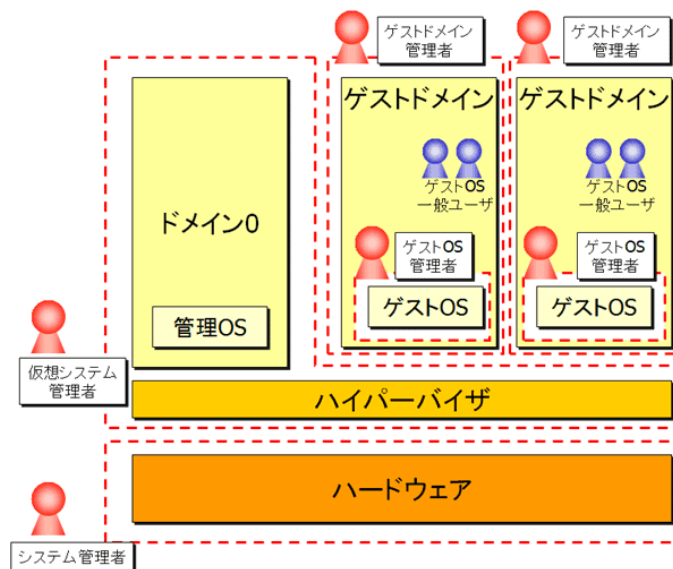 ゲストドメイン
管理者
ゲストドメイン
管理者
ゲストドメイン
ゲストドメイン
ゲストOS
一般ユーザ
ゲストOS
一般ユーザ
ドメイン0
ゲストOS
管理者
ゲストOS
管理者
ゲストOS
ゲストOS
管理OS
仮想システム
管理者
ハイパーバイザ
ハードウェア
システム管理者